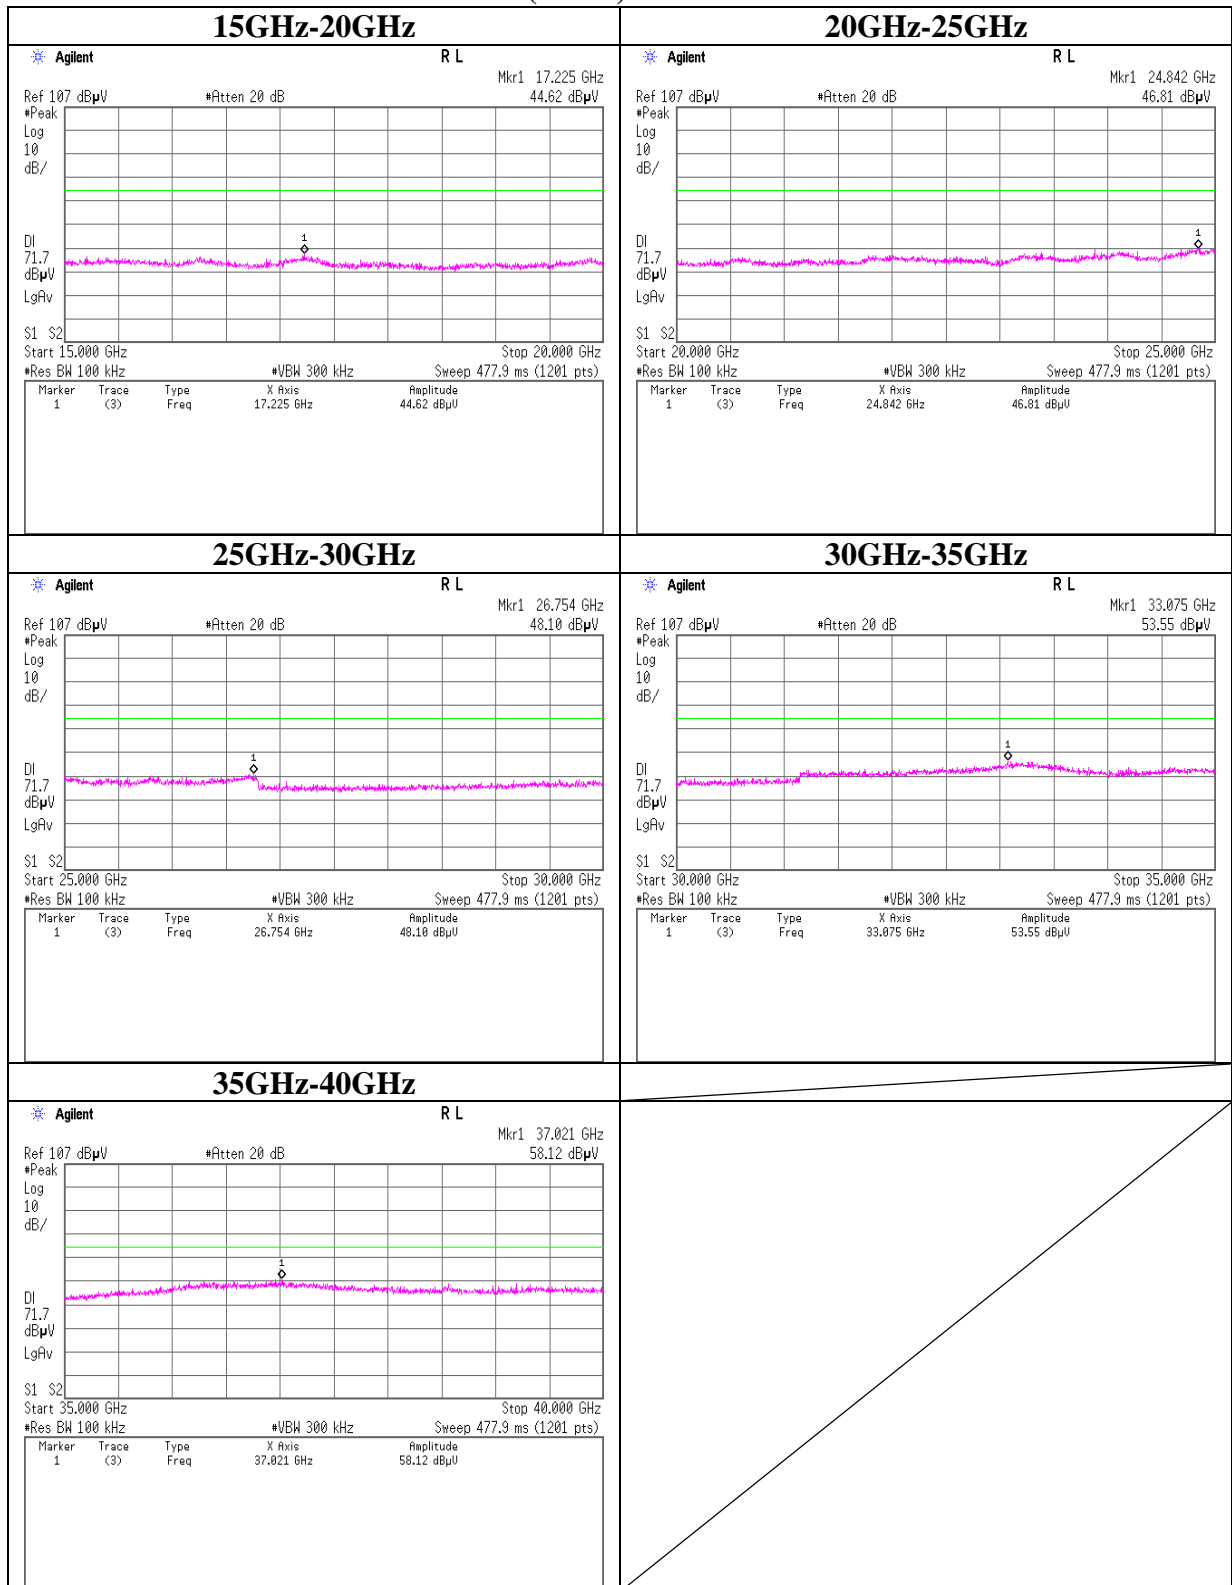 15GHz-20GHz
Agilent R L
Mkr1 17.225 GHz
Ref 107 dBµV #Atten 20 dB 44.62 dBµV
#Peak
Log
10
dB/
1
DI
71.7
dBµV
LgAv
S1 S2
Start 15.000 GHz Stop 20.000 GHz
#Res BW 100 kHz #VBW 300 kHz Sweep 477.9 ms (1201 pts)
Marker Trace Type X Axis Amplitude
1 (3) Freq 17.225 GHz 44.62 dBµV
20GHz-25GHz
Agilent R L
Mkr1 24.842 GHz
Ref 107 dBµV #Atten 20 dB 46.81 dBµV
#Peak
Log
10
dB/
1
DI
71.7
dBµV
LgAv
S1 S2
Start 20.000 GHz Stop 25.000 GHz
#Res BW 100 kHz #VBW 300 kHz Sweep 477.9 ms (1201 pts)
Marker Trace Type X Axis Amplitude
1 (3) Freq 24.842 GHz 46.81 dBµV
25GHz-30GHz
Agilent R L
Mkr1 26.754 GHz
Ref 107 dBµV #Atten 20 dB 48.10 dBµV
#Peak
Log
10
dB/
1
DI
71.7
dBµV
LgAv
S1 S2
Start 25.000 GHz Stop 30.000 GHz
#Res BW 100 kHz #VBW 300 kHz Sweep 477.9 ms (1201 pts)
Marker Trace Type X Axis Amplitude
1 (3) Freq 26.754 GHz 48.10 dBµV
30GHz-35GHz
Agilent R L
Mkr1 33.075 GHz
Ref 107 dBµV #Atten 20 dB 53.55 dBµV
#Peak
Log
10
dB/
1
DI
71.7
dBµV
LgAv
S1 S2
Start 30.000 GHz Stop 35.000 GHz
#Res BW 100 kHz #VBW 300 kHz Sweep 477.9 ms (1201 pts)
Marker Trace Type X Axis Amplitude
1 (3) Freq 33.075 GHz 53.55 dBµV
35GHz-40GHz
Agilent R L
Mkr1 37.021 GHz
Ref 107 dBµV #Atten 20 dB 58.12 dBµV
#Peak
Log
10
dB/
1
DI
71.7
dBµV
LgAv
S1 S2
Start 35.000 GHz Stop 40.000 GHz
#Res BW 100 kHz #VBW 300 kHz Sweep 477.9 ms (1201 pts)
Marker Trace Type X Axis Amplitude
1 (3) Freq 37.021 GHz 58.12 dBµV